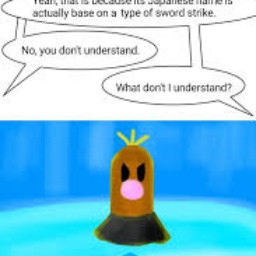 Yeah, that is because its Japanese name is
actually base on a type of sword strike.
No, you don't understand.
What don't I understand?